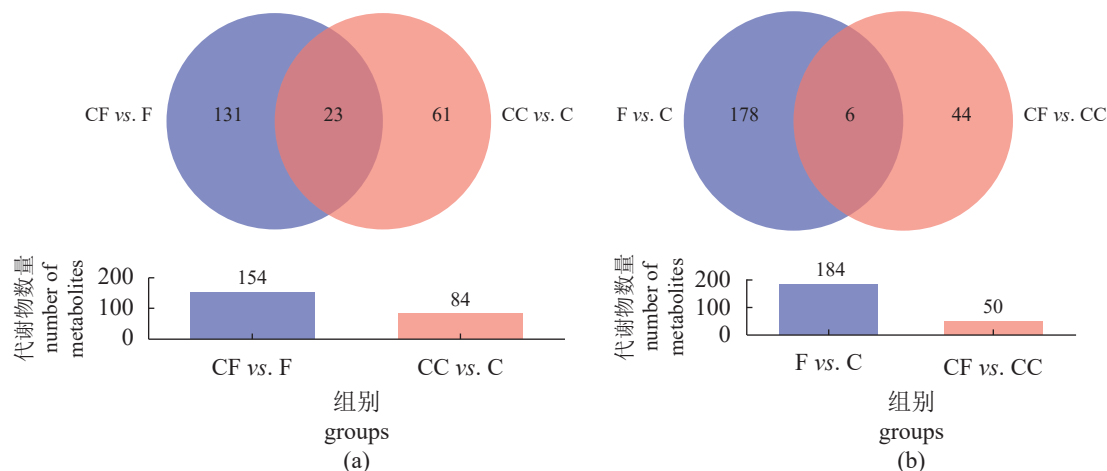 CF vs. F
131
23
61
CC vs. C
代谢物数量
number of
metabolites
200
100
0
154
84
CF vs. F
CC vs. C
组别
groups
(a)
F vs. C
178
6
44
CF vs. CC
代谢物数量
number of
metabolites
200
100
0
184
50
F vs. C
CF vs. CC
组别
groups
(b)